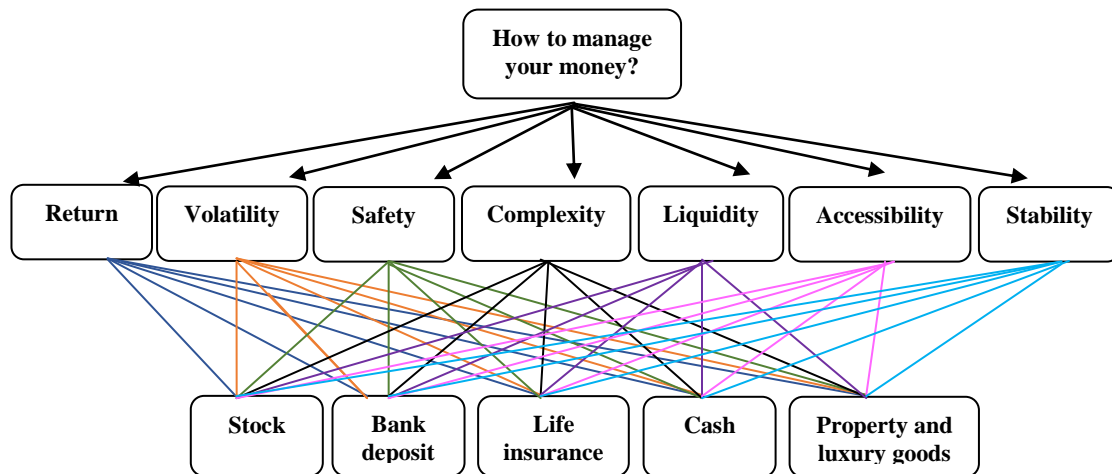 How to manage
your money?
Return
Volatility
Safety
Complexity
Liquidity
Accessibility
Stability
Stock
Bank
deposit
Life
insurance
Cash
Property and
luxury goods